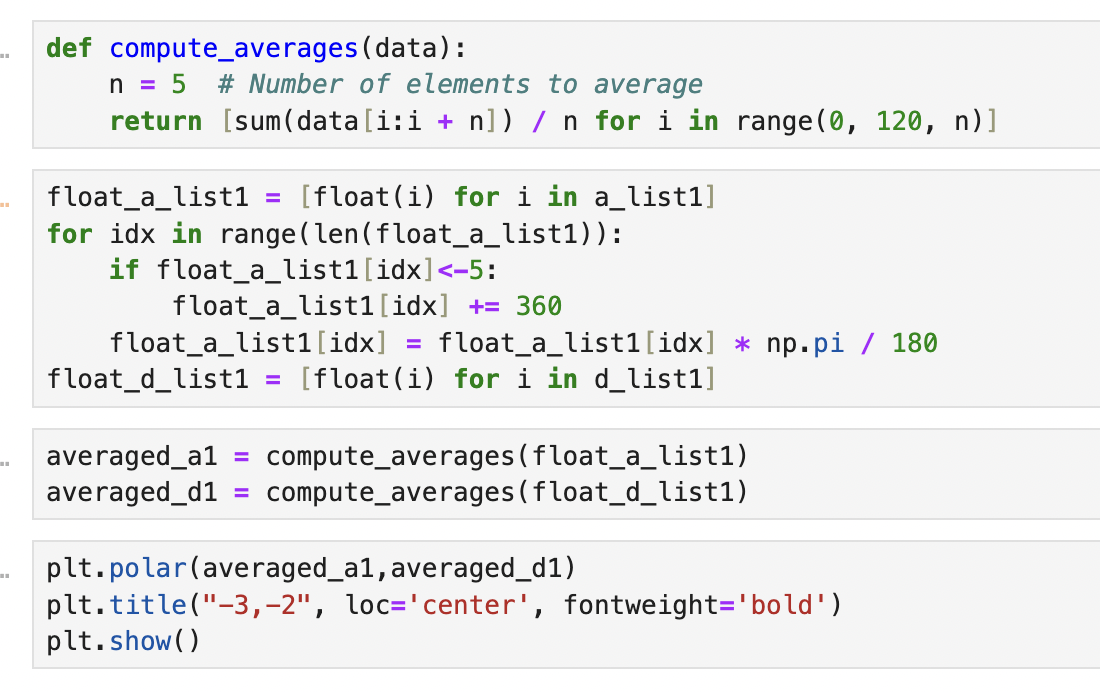 def compute_averages(data):
    n = 5  # Number of elements to average
    return [sum(data[i:i + n]) / n for i in range(0, 120, n)]
float_a_list1 = [float(i) for i in a_list1]
for idx in range(len(float_a_list1)):
    if float_a_list1[idx]<-5:
        float_a_list1[idx] += 360
    float_a_list1[idx] = float_a_list1[idx] * np.pi / 180
float_d_list1 = [float(i) for i in d_list1]
averaged_a1 = compute_averages(float_a_list1)
averaged_d1 = compute_averages(float_d_list1)
plt.polar(averaged_a1,averaged_d1)
plt.title("-3,-2", loc='center', fontweight='bold')
plt.show()